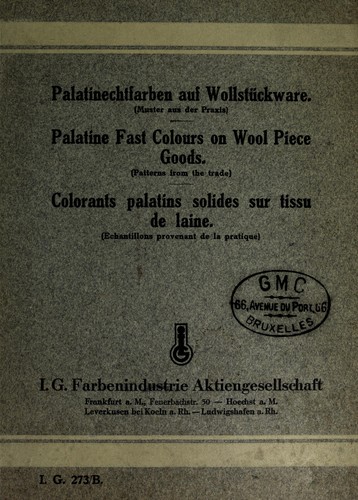 Palatinechtfarben auf Wollstückware.
(Muster aus der Praxis)
Palatine Fast Colours on Wool Piece
Goods.
(Patterns from the trade)
Colorants palatins solides sur tissu
de laine.
(Echantillons provenant de la pratique)
GMC
66, AVENUE DU PORT, 66
BRUXELLES
IG
I. G. Farbenindustrie Aktiengesellschaft
Frankfurt a. M., Feuerbachstr. 50 — Hoechst a. M.
Leverkusen bei Koeln a. Rh. — Ludwigshafen a. Rh.
I. G. 273/B.